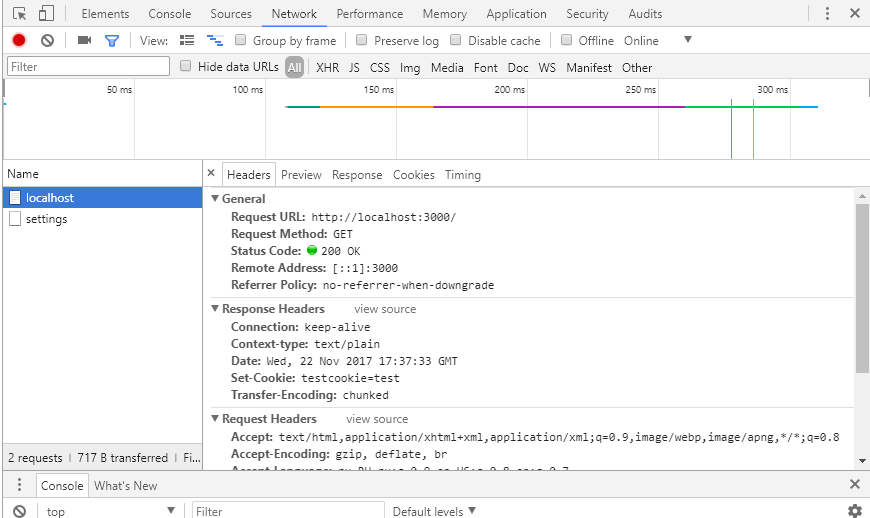 Elements Console Sources Network Performance Memory Application Security Audits
View: Group by frame Preserve log Disable cache Offline Online
Filter Hide data URLs All XHR JS CSS Img Media Font Doc WS Manifest Other
50 ms 100 ms 150 ms 200 ms 250 ms 300 ms
Name
localhost
settings
2 requests | 717 B transferred | Fi...
Headers Preview Response Cookies Timing
General
Request URL: http://localhost:3000/
Request Method: GET
Status Code: 200 OK
Remote Address: [::1]:3000
Referrer Policy: no-referrer-when-downgrade
Response Headers view source
Connection: keep-alive
Context-type: text/plain
Date: Wed, 22 Nov 2017 17:37:33 GMT
Set-Cookie: testcookie=test
Transfer-Encoding: chunked
Request Headers view source
Accept: text/html,application/xhtml+xml,application/xml;q=0.9,image/webp,image/apng,*/*;q=0.8
Accept-Encoding: gzip, deflate, br
Console What's New
top Filter Default levels